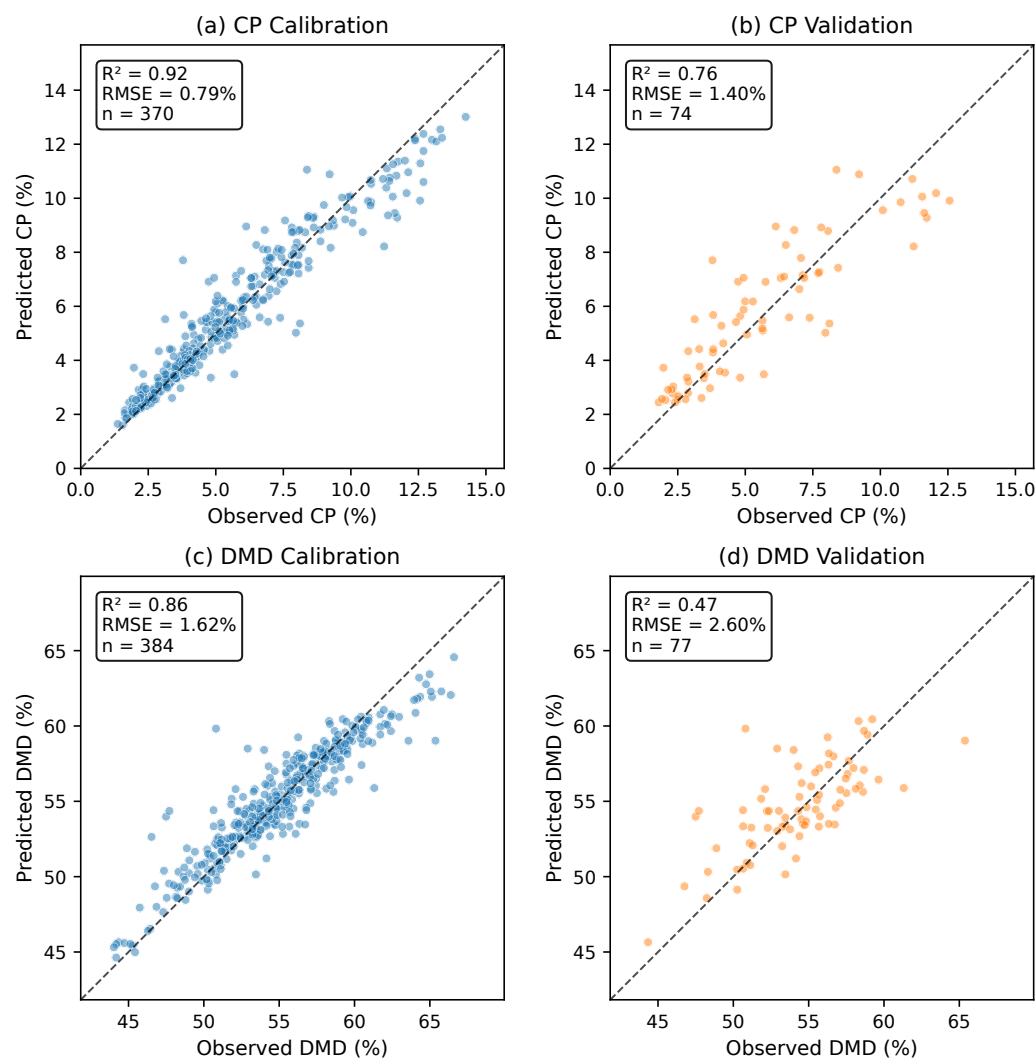 (a) CP Calibration
R² = 0.92
RMSE = 0.79%
n = 370
14
12
10
8
6
4
2
0
Predicted CP (%)
0.0 2.5 5.0 7.5 10.0 12.5 15.0
Observed CP (%)
(b) CP Validation
R² = 0.76
RMSE = 1.40%
n = 74
14
12
10
8
6
4
2
0
Predicted CP (%)
0.0 2.5 5.0 7.5 10.0 12.5 15.0
Observed CP (%)
(c) DMD Calibration
R² = 0.86
RMSE = 1.62%
n = 384
65
60
55
50
45
Predicted DMD (%)
45 50 55 60 65
Observed DMD (%)
(d) DMD Validation
R² = 0.47
RMSE = 2.60%
n = 77
65
60
55
50
45
Predicted DMD (%)
45 50 55 60 65
Observed DMD (%)